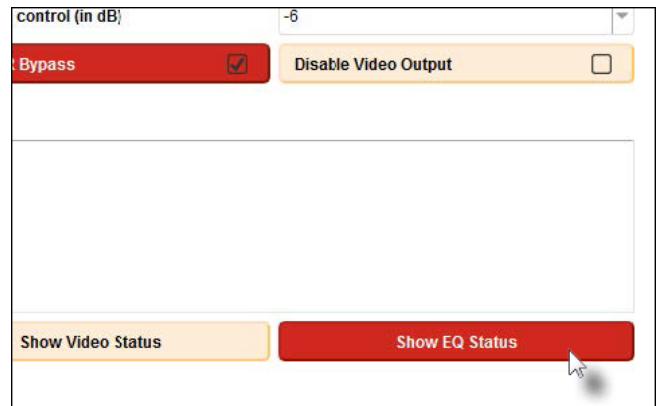 control (in dB)
-6
Bypass
Disable Video Output
Show Video Status
Show EQ Status